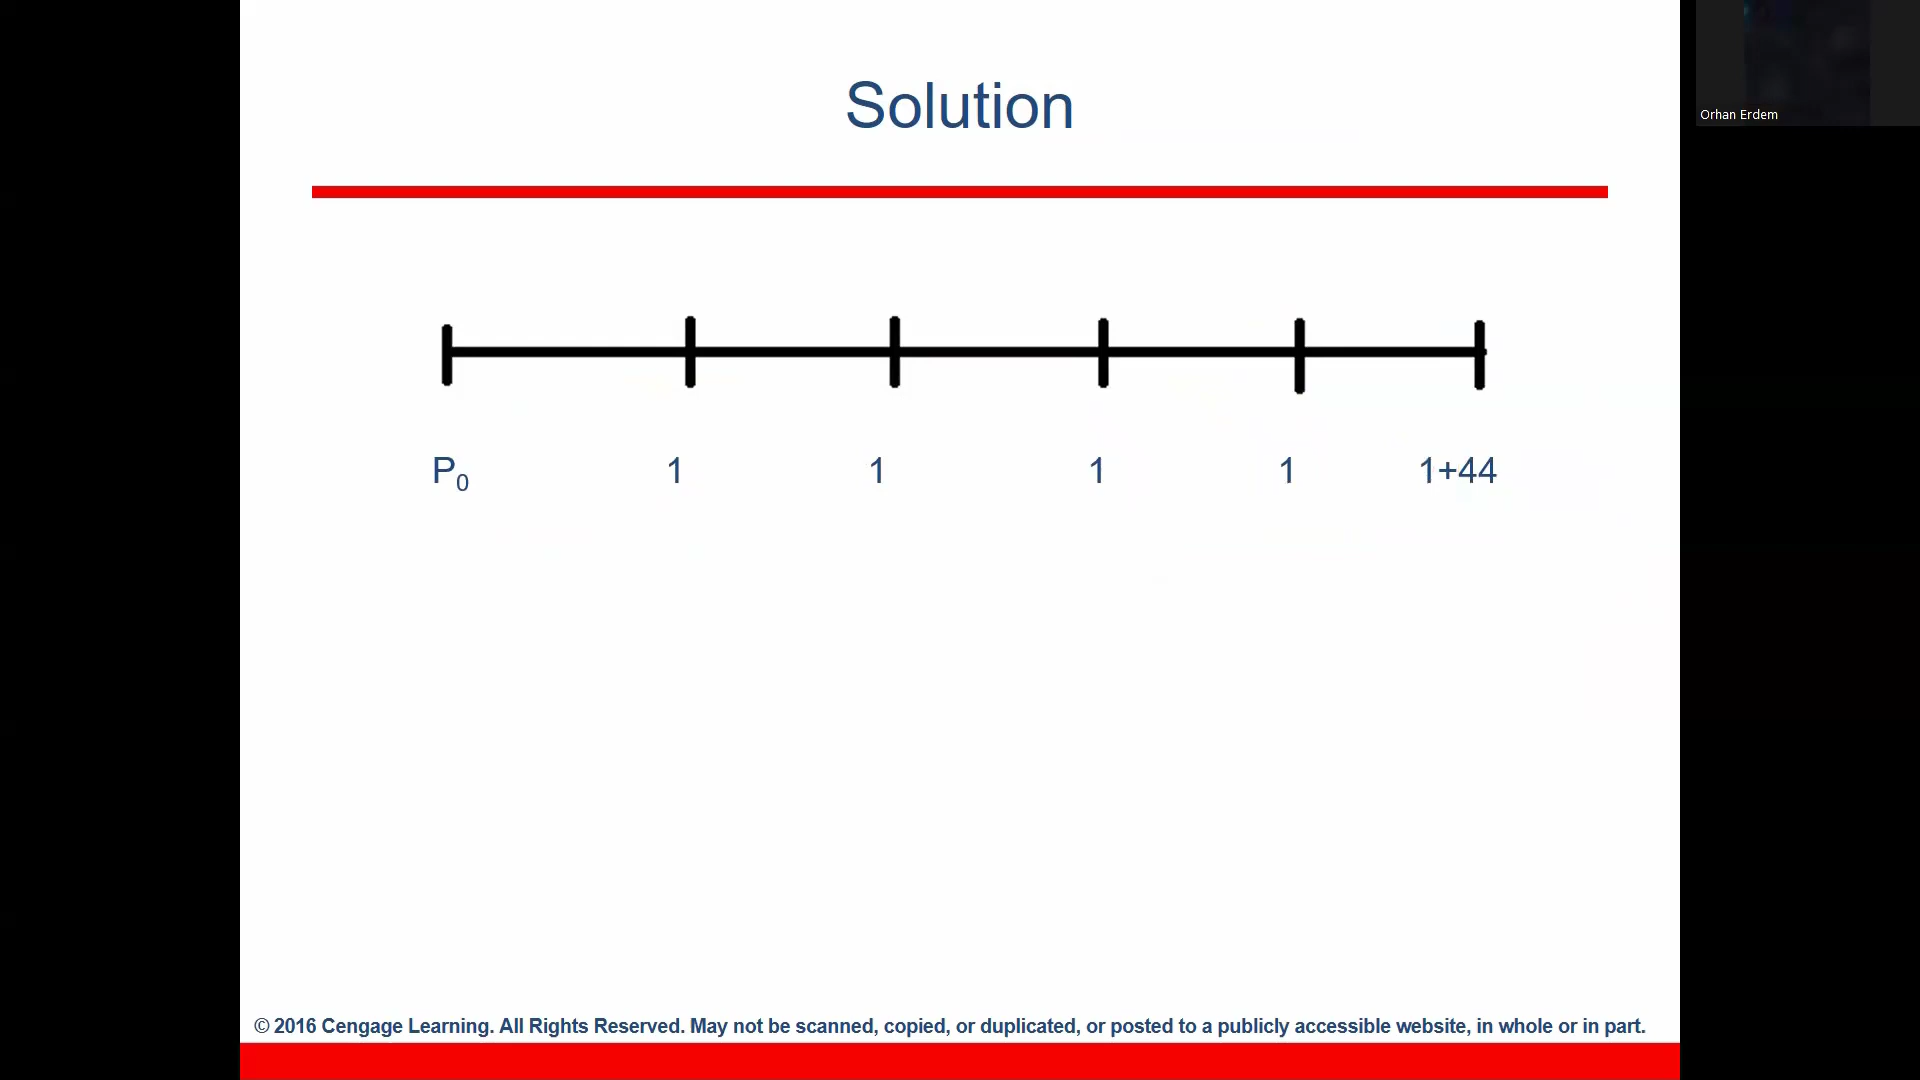 Orhan Erdem
Solution
P0 1 1 1 1 1+44
© 2016 Cengage Learning. All Rights Reserved. May not be scanned, copied, or duplicated, or posted to a publicly accessible website, in whole or in part.